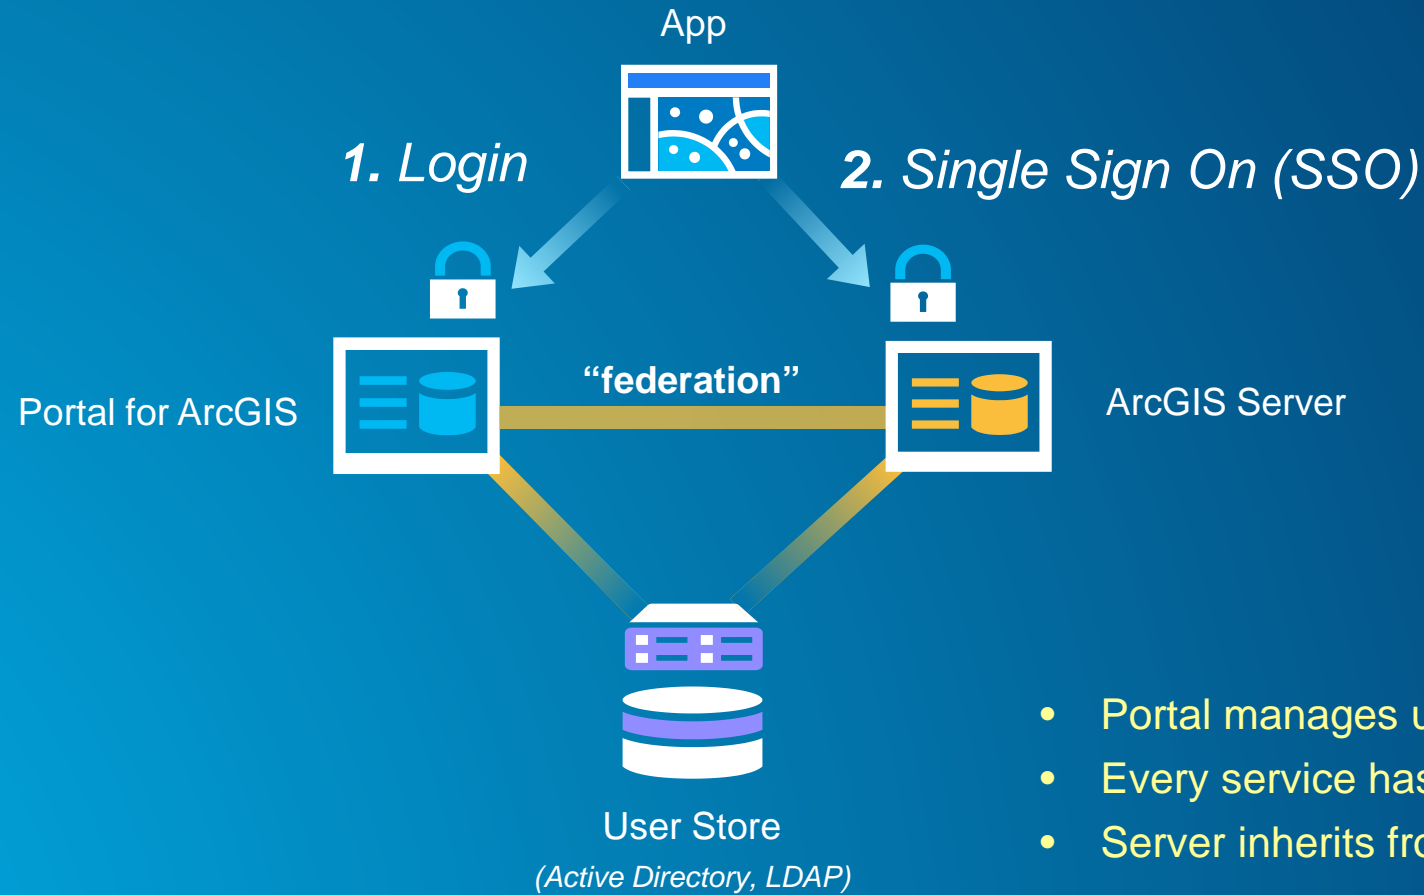 App
1. Login
2. Single Sign On (SSO)
“federation”
Portal for ArcGIS
ArcGIS Server
User Store
(Active Directory, LDAP)
• Portal manages
• Every service has
• Server inherits